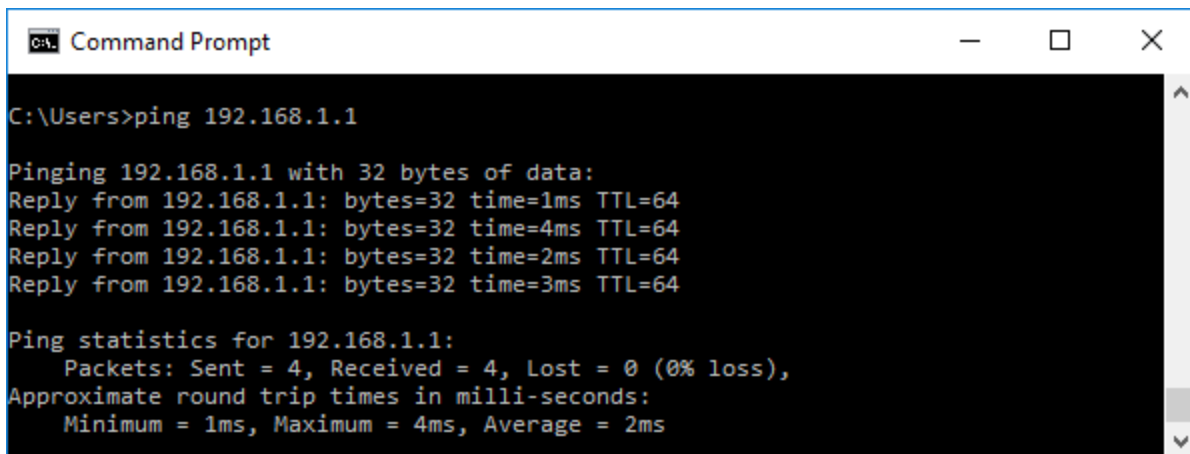 Command Prompt
C:\Users>ping 192.168.1.1
Pinging 192.168.1.1 with 32 bytes of data:
Reply from 192.168.1.1: bytes=32 time=1ms TTL=64
Reply from 192.168.1.1: bytes=32 time=4ms TTL=64
Reply from 192.168.1.1: bytes=32 time=2ms TTL=64
Reply from 192.168.1.1: bytes=32 time=3ms TTL=64
Ping statistics for 192.168.1.1:
    Packets: Sent = 4, Received = 4, Lost = 0 (0% loss),
Approximate round trip times in milli-seconds:
    Minimum = 1ms, Maximum = 4ms, Average = 2ms